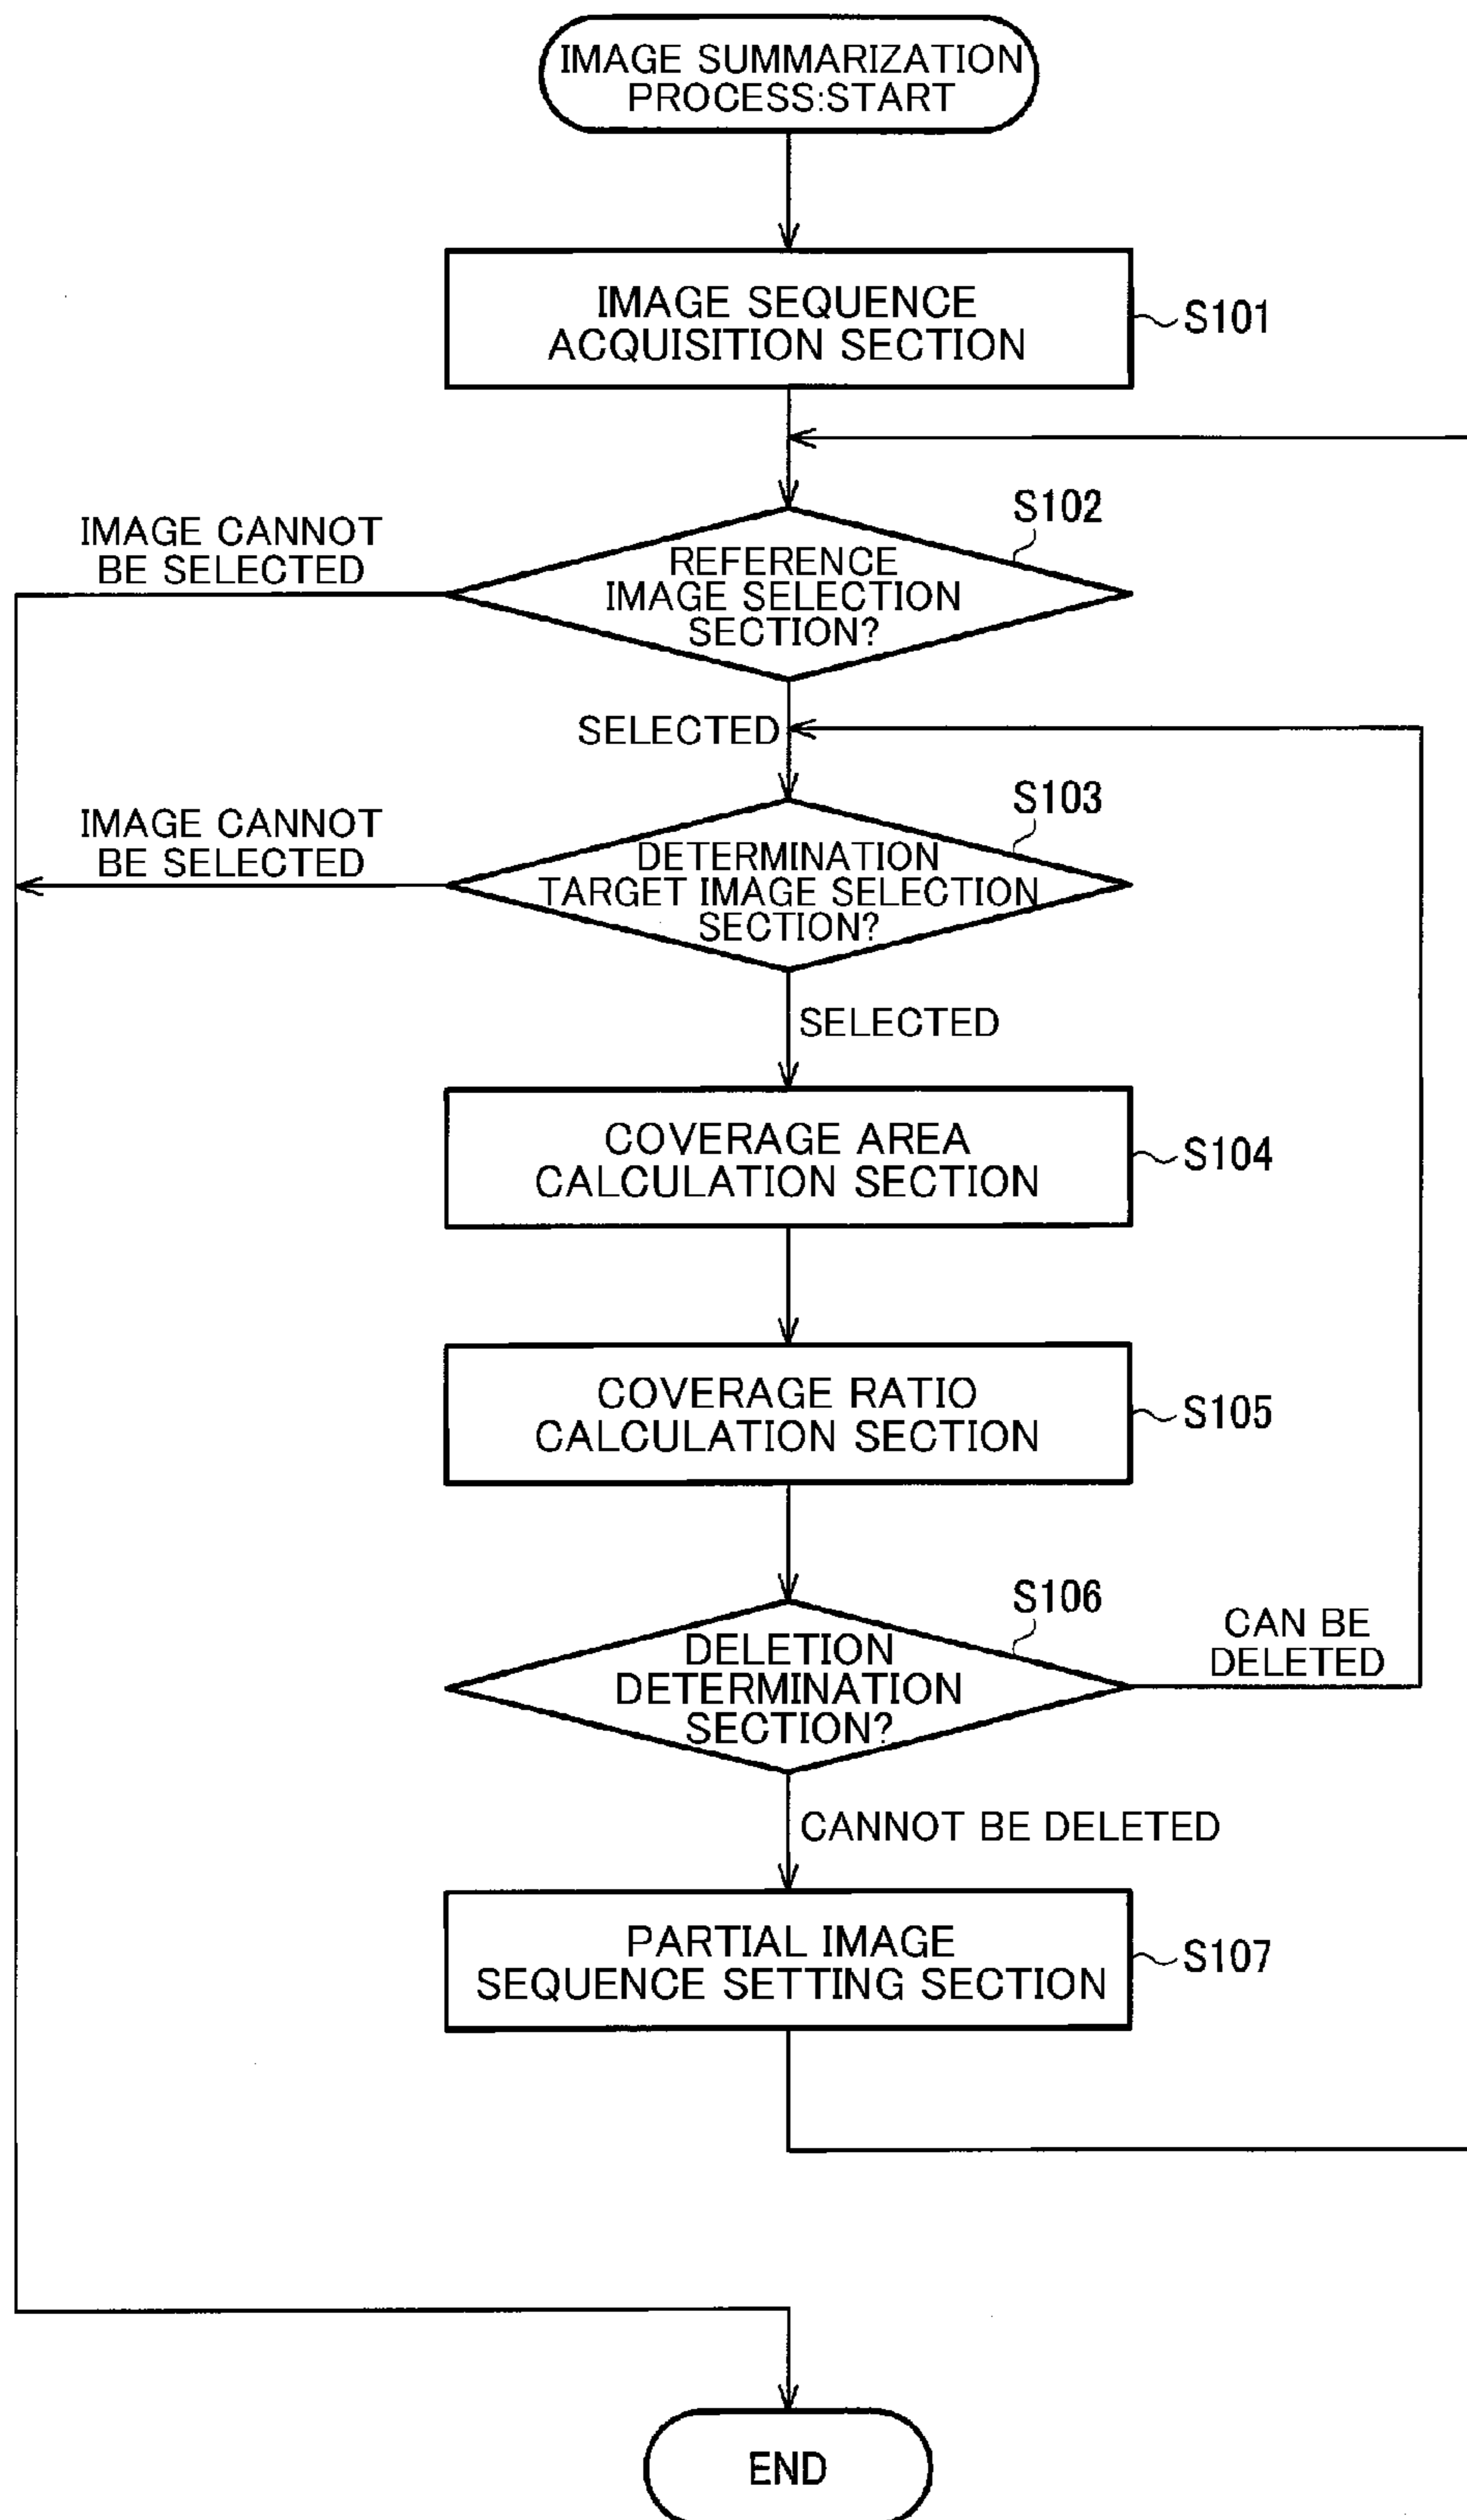 IMAGE SUMMARIZATION
PROCESS:START
IMAGE SEQUENCE
ACQUISITION SECTION
S101
S102
IMAGE CANNOT
BE SELECTED
REFERENCE
IMAGE SELECTION
SECTION?
SELECTED
S103
IMAGE CANNOT
BE SELECTED
DETERMINATION
TARGET IMAGE SELECTION
SECTION?
SELECTED
COVERAGE AREA
CALCULATION SECTION
S104
COVERAGE RATIO
CALCULATION SECTION
S105
S106
DELETION
DETERMINATION
SECTION?
CAN BE
DELETED
CANNOT BE DELETED
PARTIAL IMAGE
SEQUENCE SETTING SECTION
S107
END